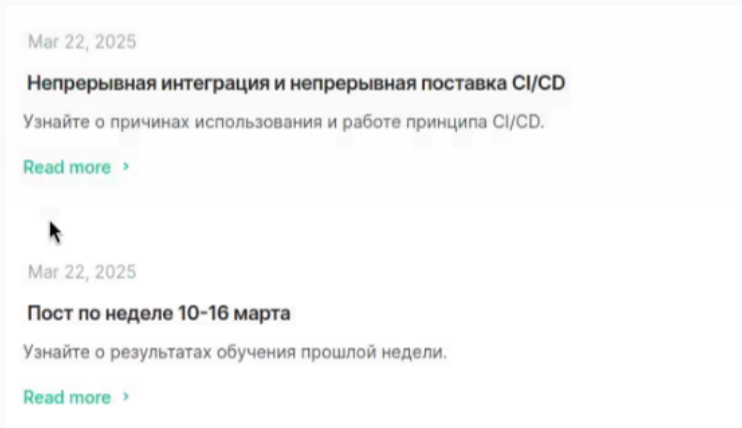 Mar 22, 2025
Непрерывная интеграция и непрерывная поставка CI/CD
Узнайте о причинах использования и работе принципа CI/CD.
Read more ›
Mar 22, 2025
Пост по неделе 10-16 марта
Узнайте о результатах обучения прошлой недели.
Read more ›